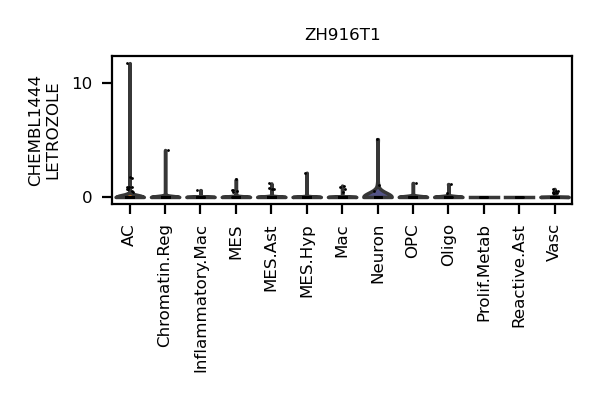 ZH916T1
CHEMBL1444
LETROZOLE
10
0
AC
Chromatin.Reg
Inflammatory.Mac
MES
MES.Ast
MES.Hyp
Mac
Neuron
OPC
Oligo
Prolif.Metab
Reactive.Ast
Vasc